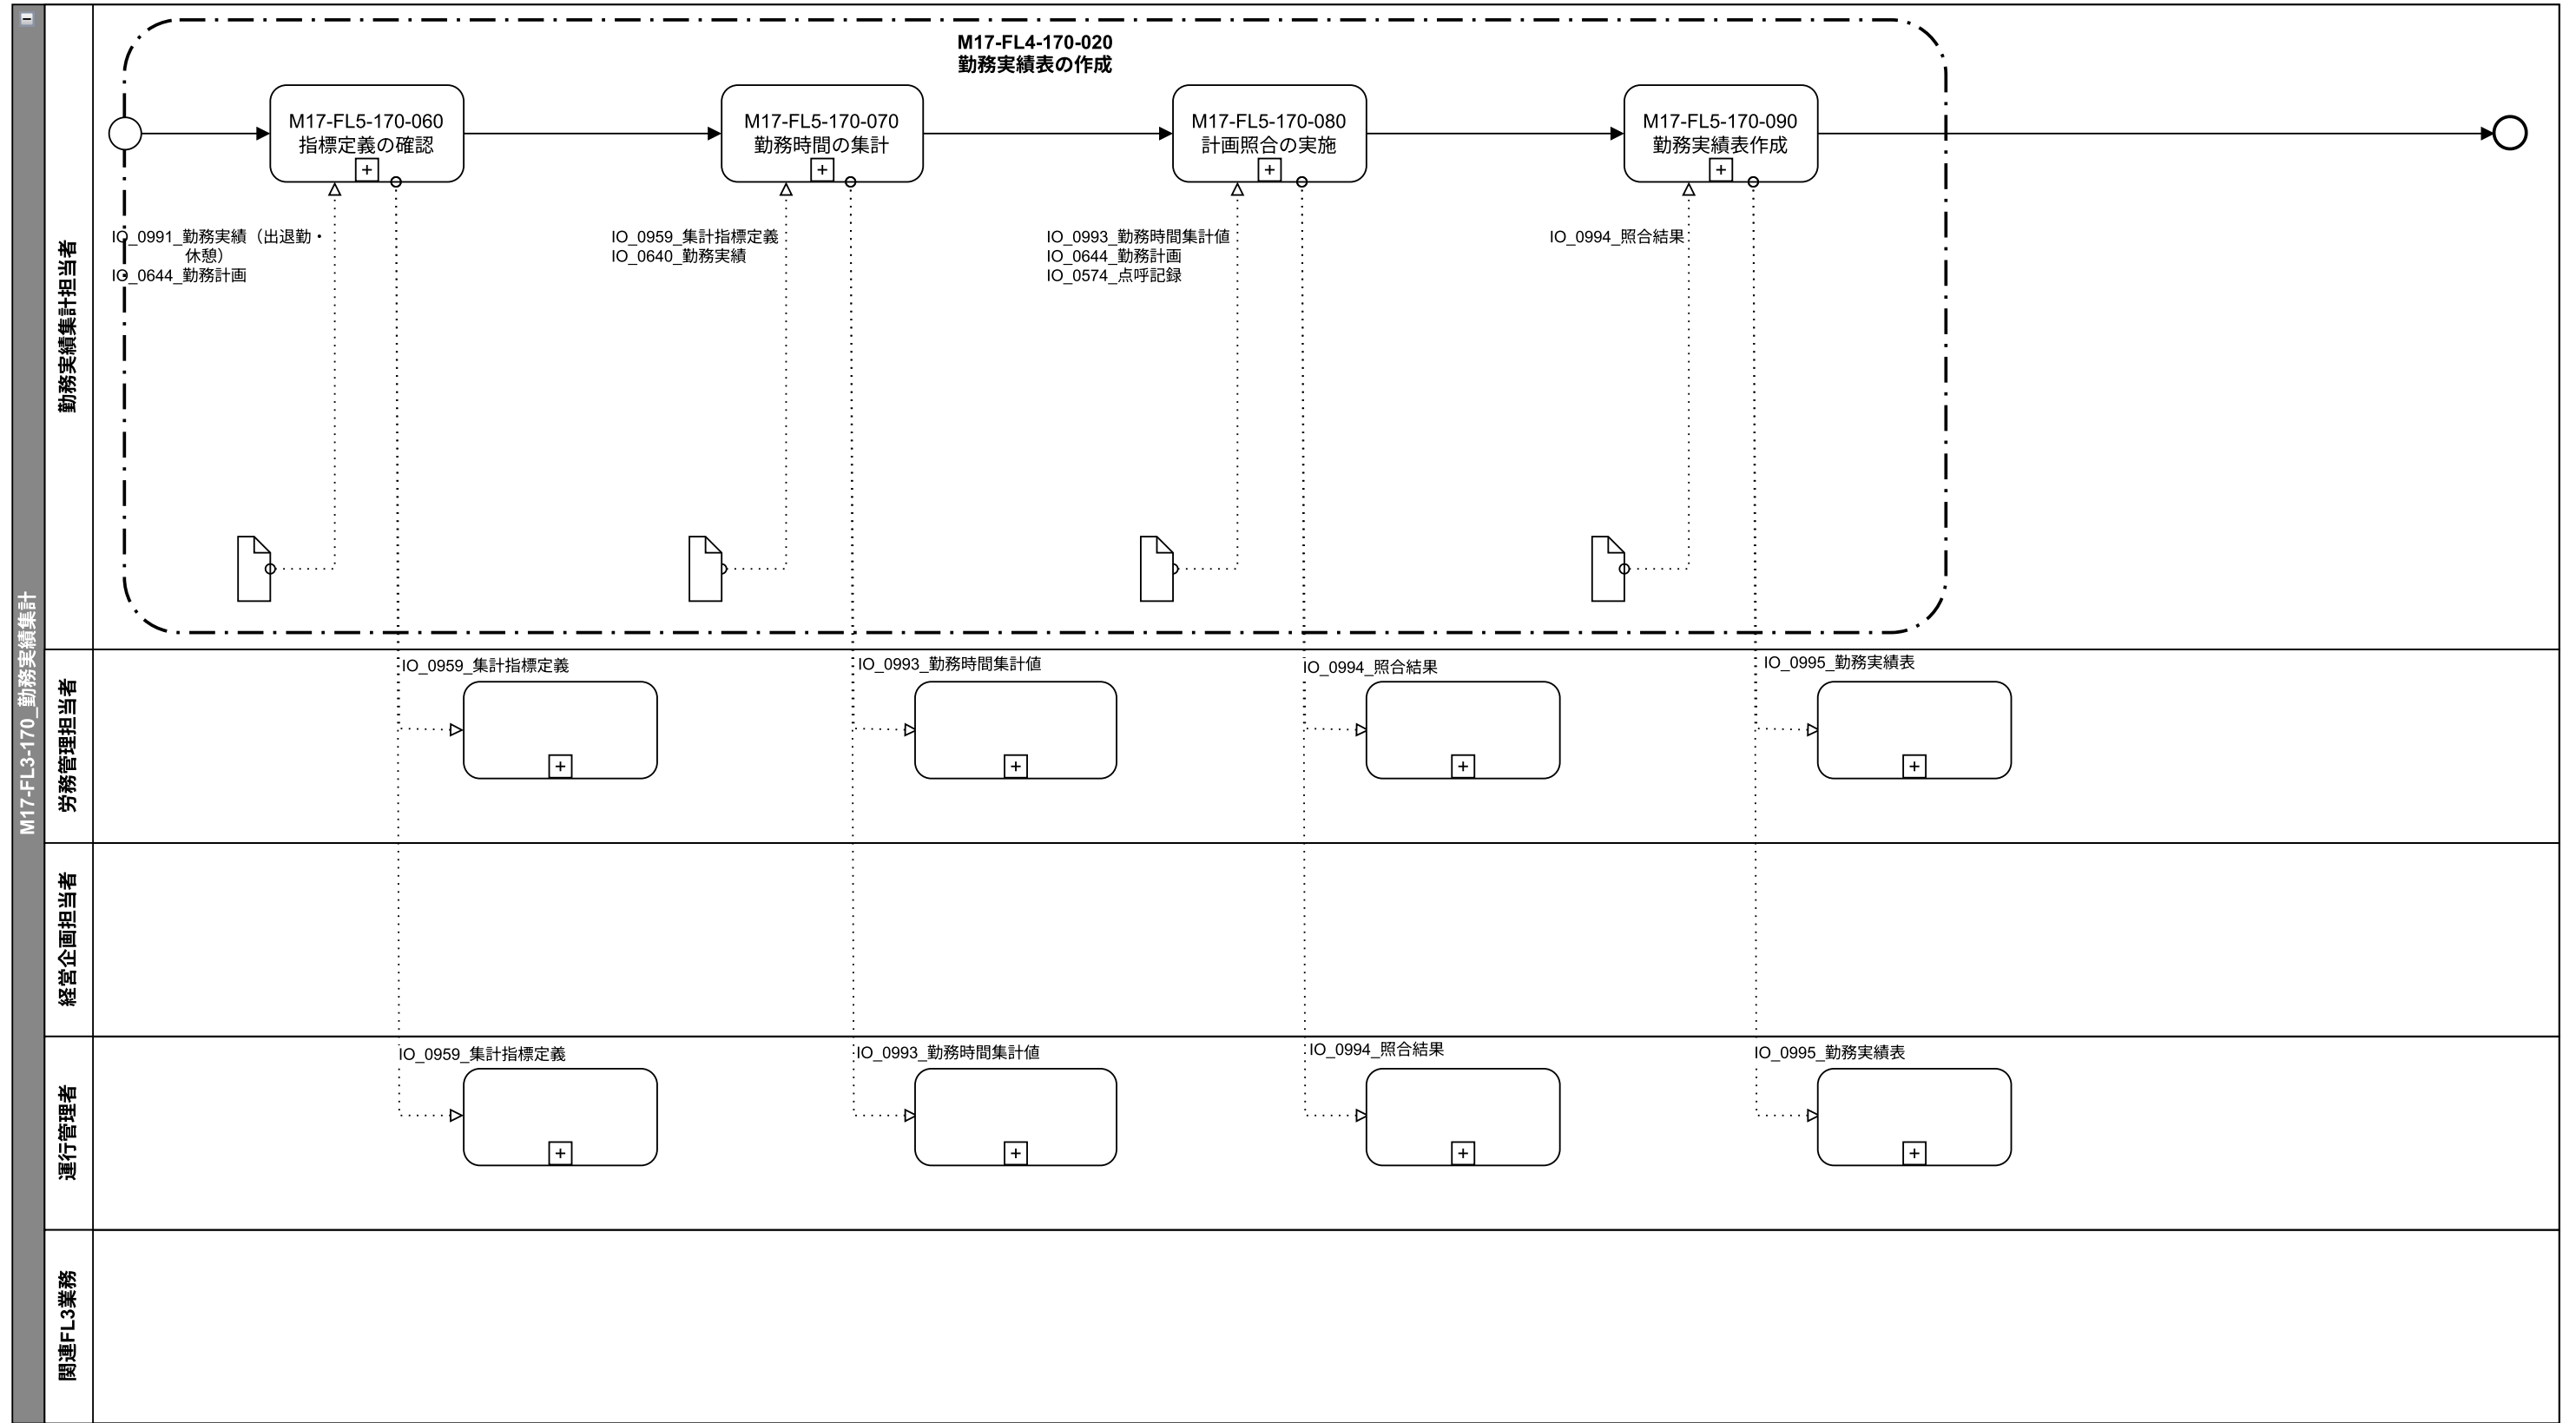 M17-FL3-170_勤務実績集計
勤務実績集計担当者
M17-FL4-170-020
勤務実績表の作成
M17-FL5-170-060
指標定義の確認
M17-FL5-170-070
勤務時間の集計
M17-FL5-170-080
計画照合の実施
M17-FL5-170-090
勤務実績表作成
IO_0991_勤務実績（出退勤・
休憩）
IO_0644_勤務計画
IO_0959_集計指標定義
IO_0640_勤務実績
IO_0993_勤務時間集計値
IO_0644_勤務計画
IO_0574_点呼記録
IO_0994_照合結果
労務管理担当者
IO_0959_集計指標定義
IO_0993_勤務時間集計値
IO_0994_照合結果
IO_0995_勤務実績表
経営企画担当者
運行管理者
IO_0959_集計指標定義
IO_0993_勤務時間集計値
IO_0994_照合結果
IO_0995_勤務実績表
関連FL3業務